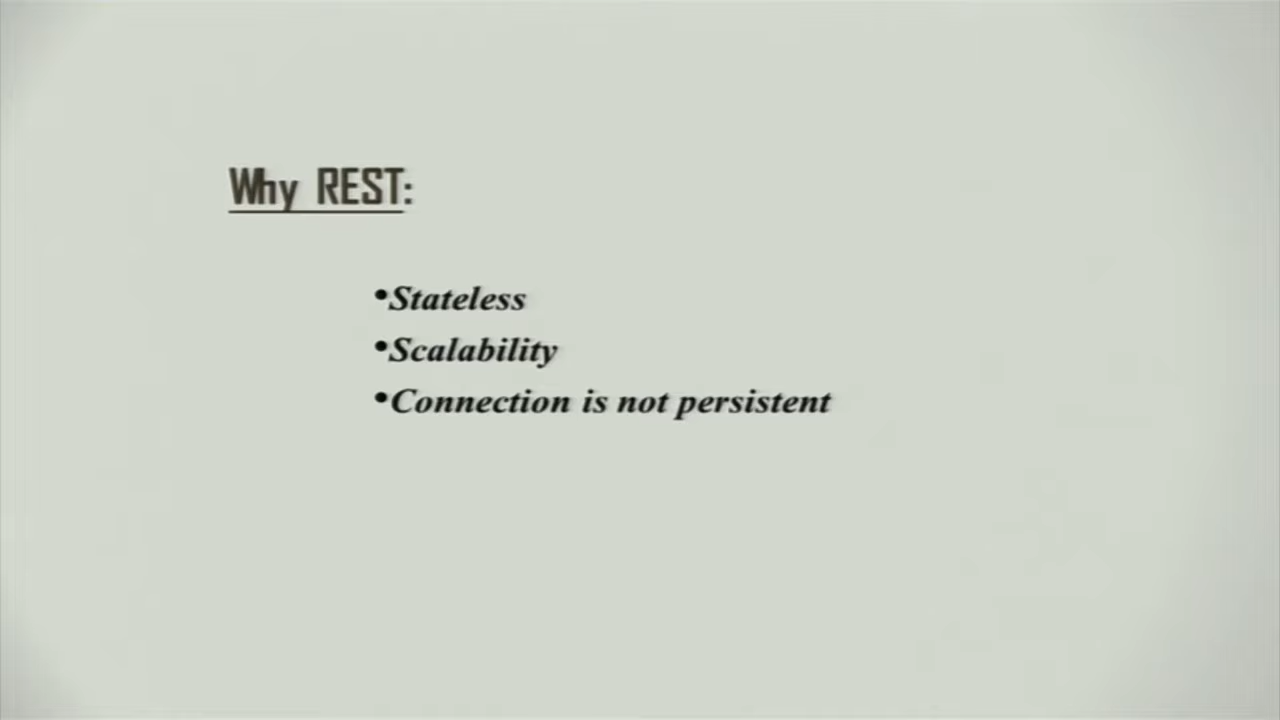 Why REST:
•Stateless
•Scalability
•Connection is not persistent